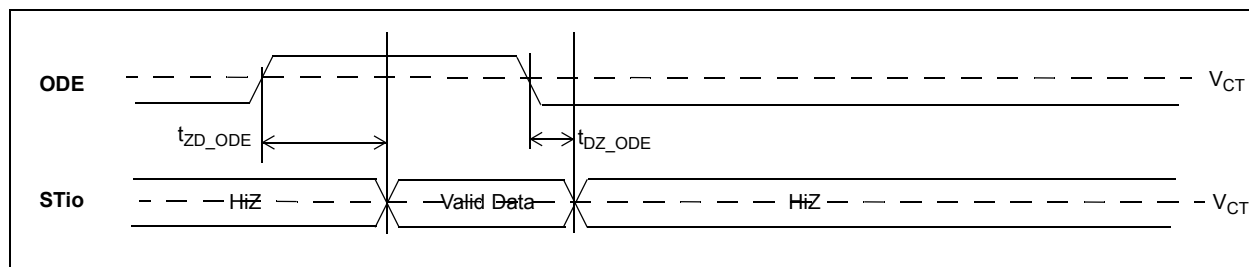 ODE
V_CT
t_ZD_ODE
t_DZ_ODE
STio
HiZ
Valid Data
HiZ
V_CT